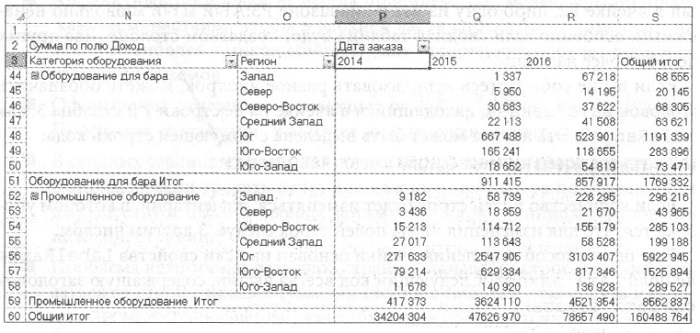 N O P Q R S
1
2 Сумма по полю Доход Дата заказа
3 Категория оборудования Регион 2014 2015 2016 Общий итог
44 Оборудование для бара Запад 1 337 67 218 68 555
45 Север 5 950 14 195 20 145
46 Северо-Восток 30 683 37 622 68 305
47 Средний Запад 22 113 41 508 63 621
48 Юг 667 438 523 901 1191 339
49 Юго-Восток 165 241 118 655 283 896
50 Юго-Запад 18 652 54 819 73 471
51 Оборудование для бара Итог 911 415 857 917 1769 332
52 Промышленное оборудование Запад 9 182 58 739 228 295 296 216
53 Север 3 436 18 859 21 670 43 965
54 Северо-Восток 15 213 114 711 155 179 285 103
55 Средний Запад 27 017 113 643 58 528 199 188
56 Юг 271 633 2547 905 3103 407 5922 945
57 Юго-Восток 79 214 629 334 817 346 1525 894
58 Юго-Запад 11 678 140 920 136 928 289 527
59 Промышленное оборудование Итог 417 373 3624 110 4521 354 8562 837
60 Общий итог 34204 304 47626 970 78657 490 160488 764